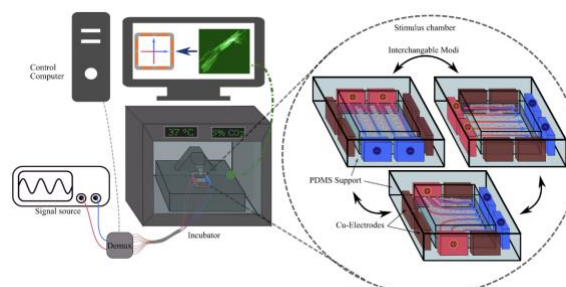 Stimulus chamber
Interchangable Modi
Control
Computer
37 °C
5% CO₂
PDMS Support
Signal source
Cu-Electrodes
Incubator
Demux